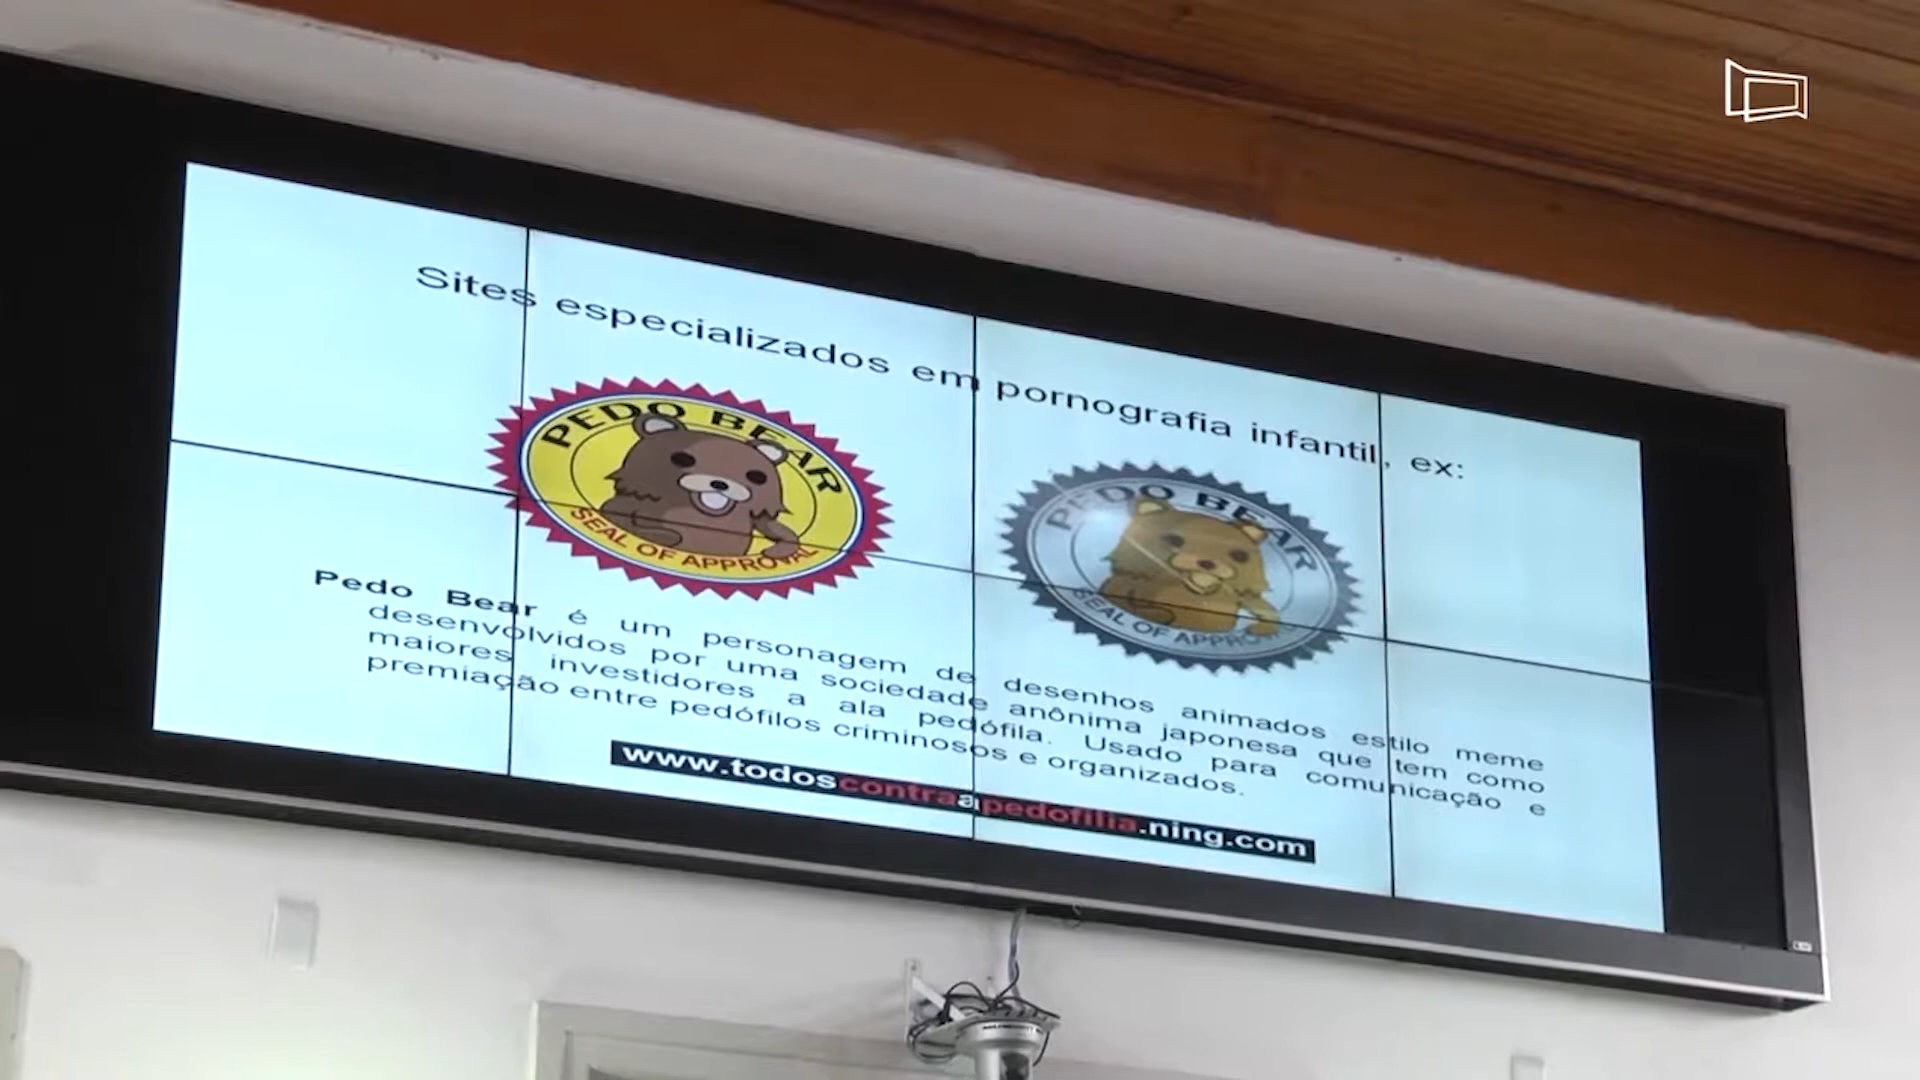 Sites especializados em pornografia infantil, ex:
PEDO BEAR
SEAL OF APPROVAL
PEDO BEAR
SEAL OF APPROVAL
Pedo Bear é um personagem de desenhos animados estilo meme
desenvolvidos por uma sociedade anônima japonesa que tem como
maiores investidores a ala pedófila. Usado para comunicação e
premiação entre pedófilos criminosos e organizados.
www.todoscontraapedofilia.ning.com